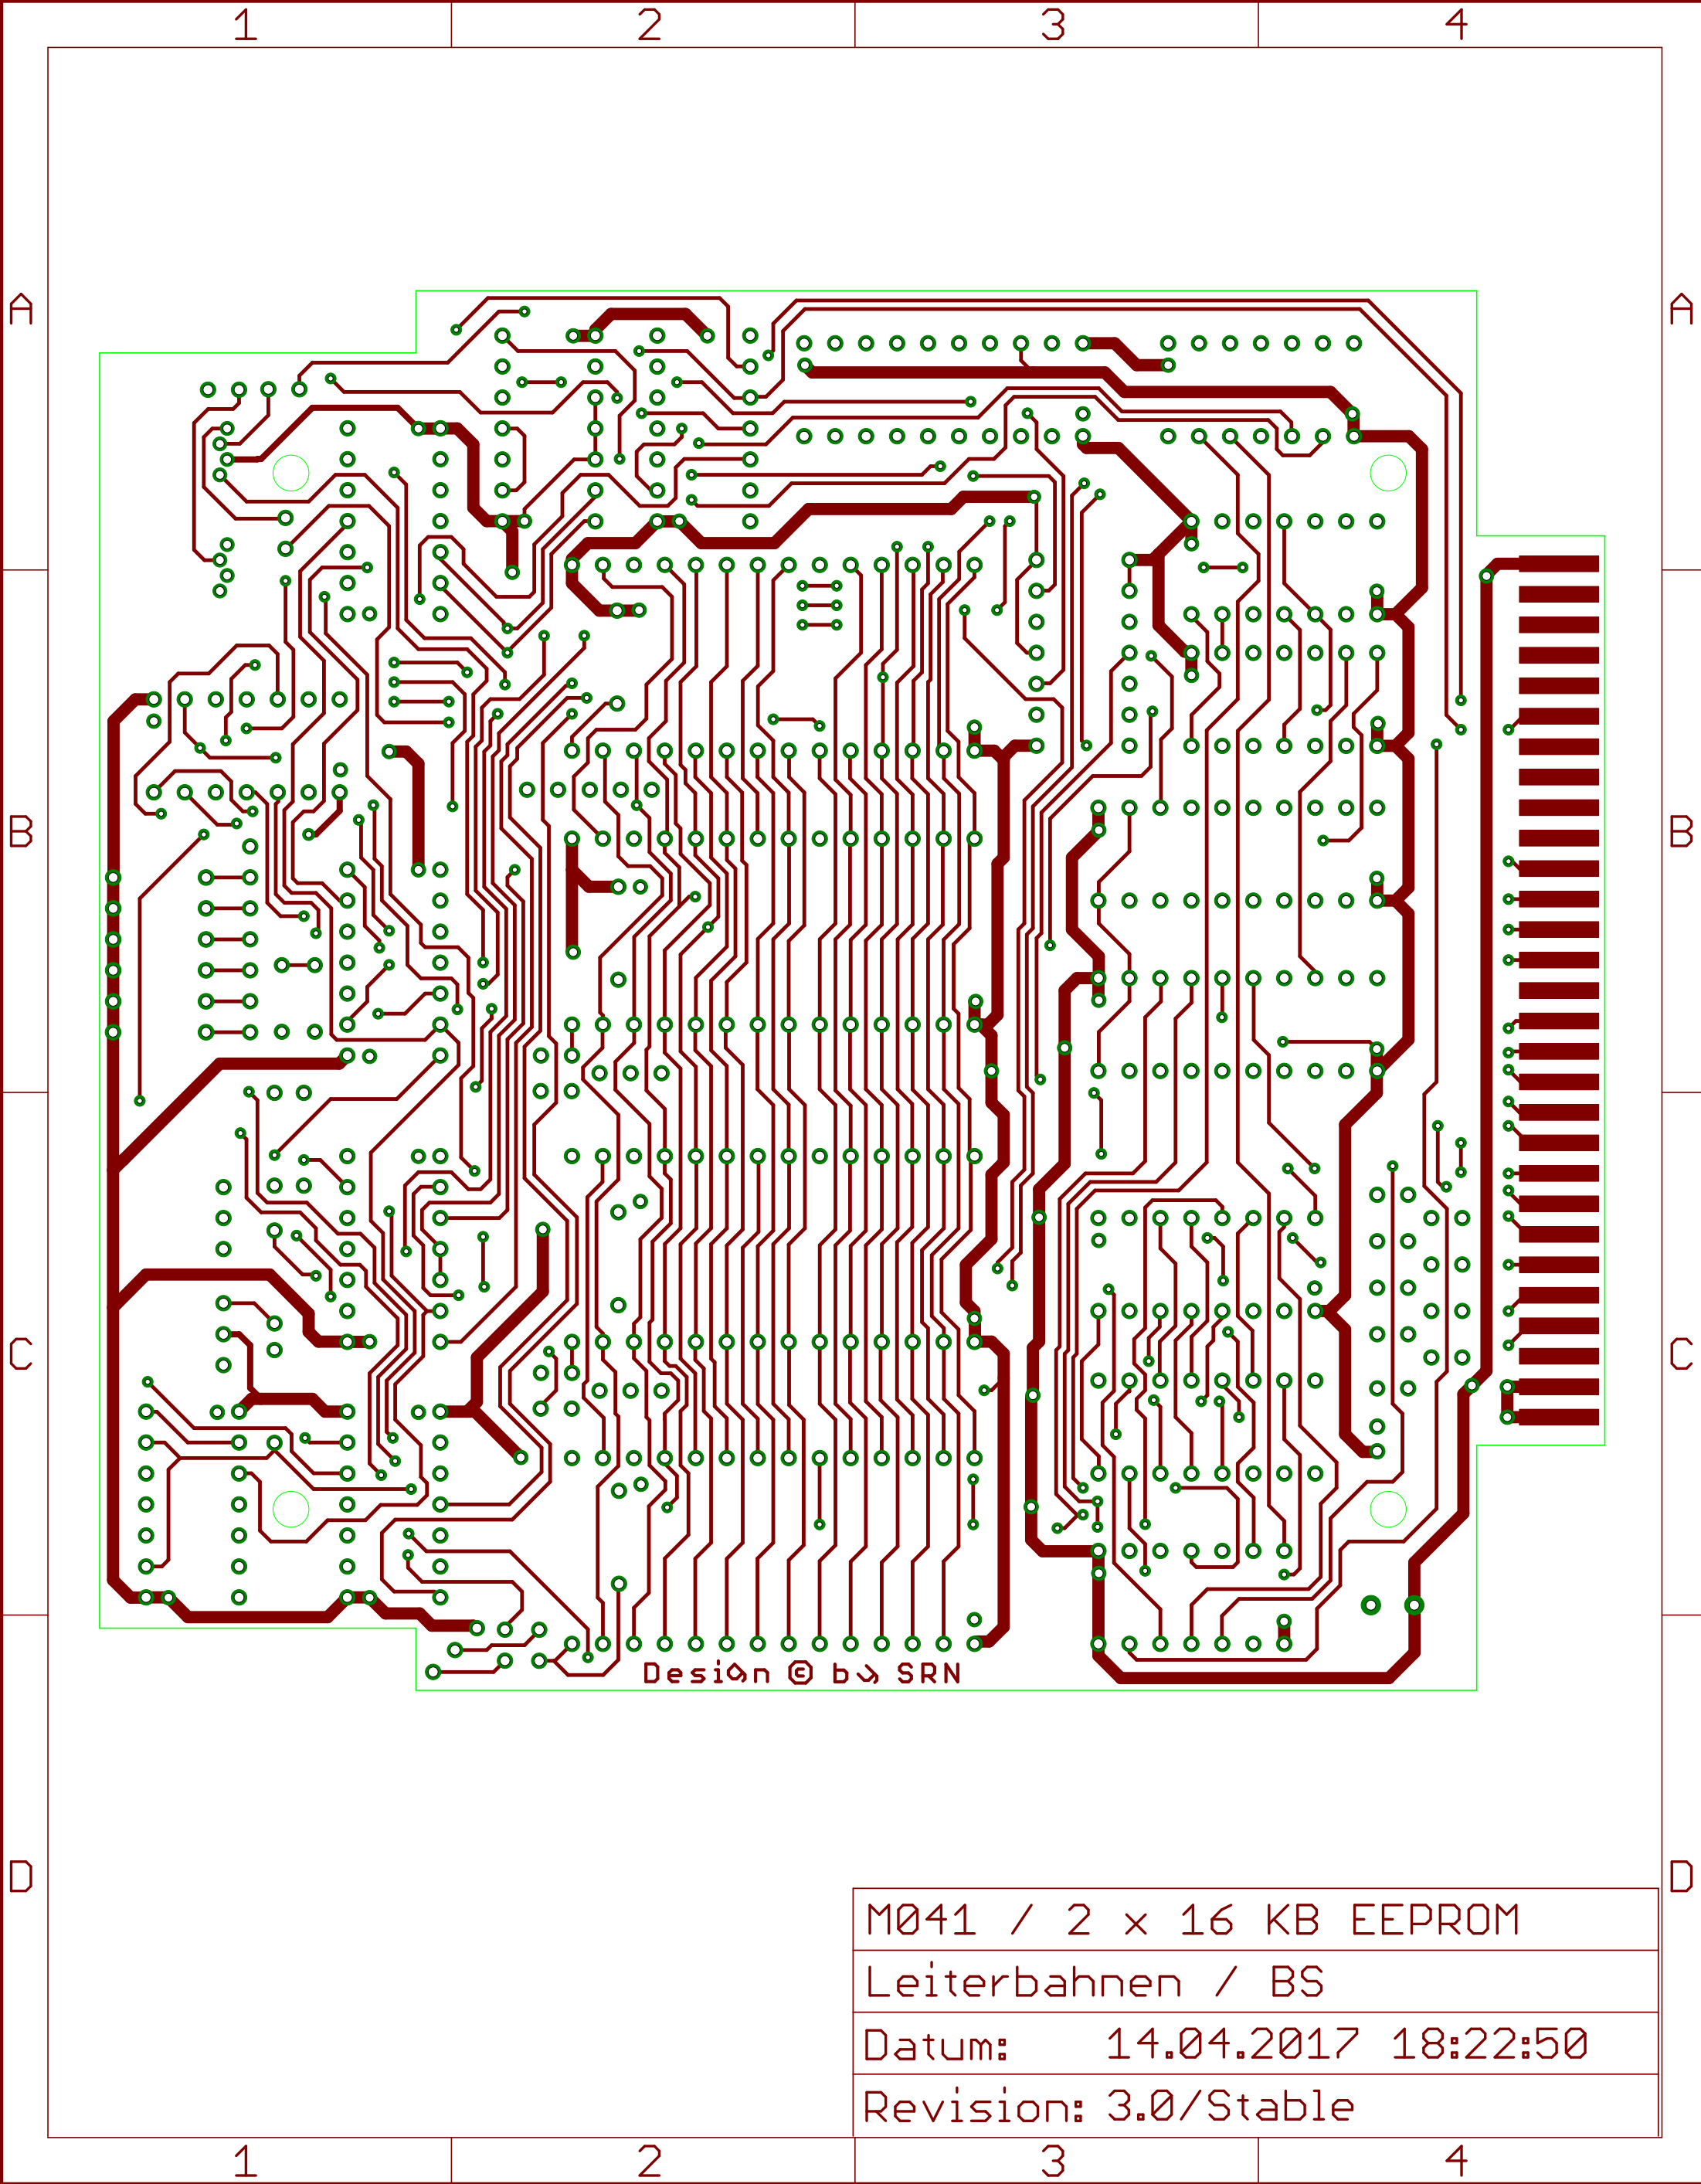 1 2 3 4
A A
B B
C C
Design © by SRN
D D
M041 / 2 x 16 KB EEPROM
Leiterbahnen / BS
Datum: 14.04.2017 18:22:50
Revision: 3.0/Stable
1 2 3 4